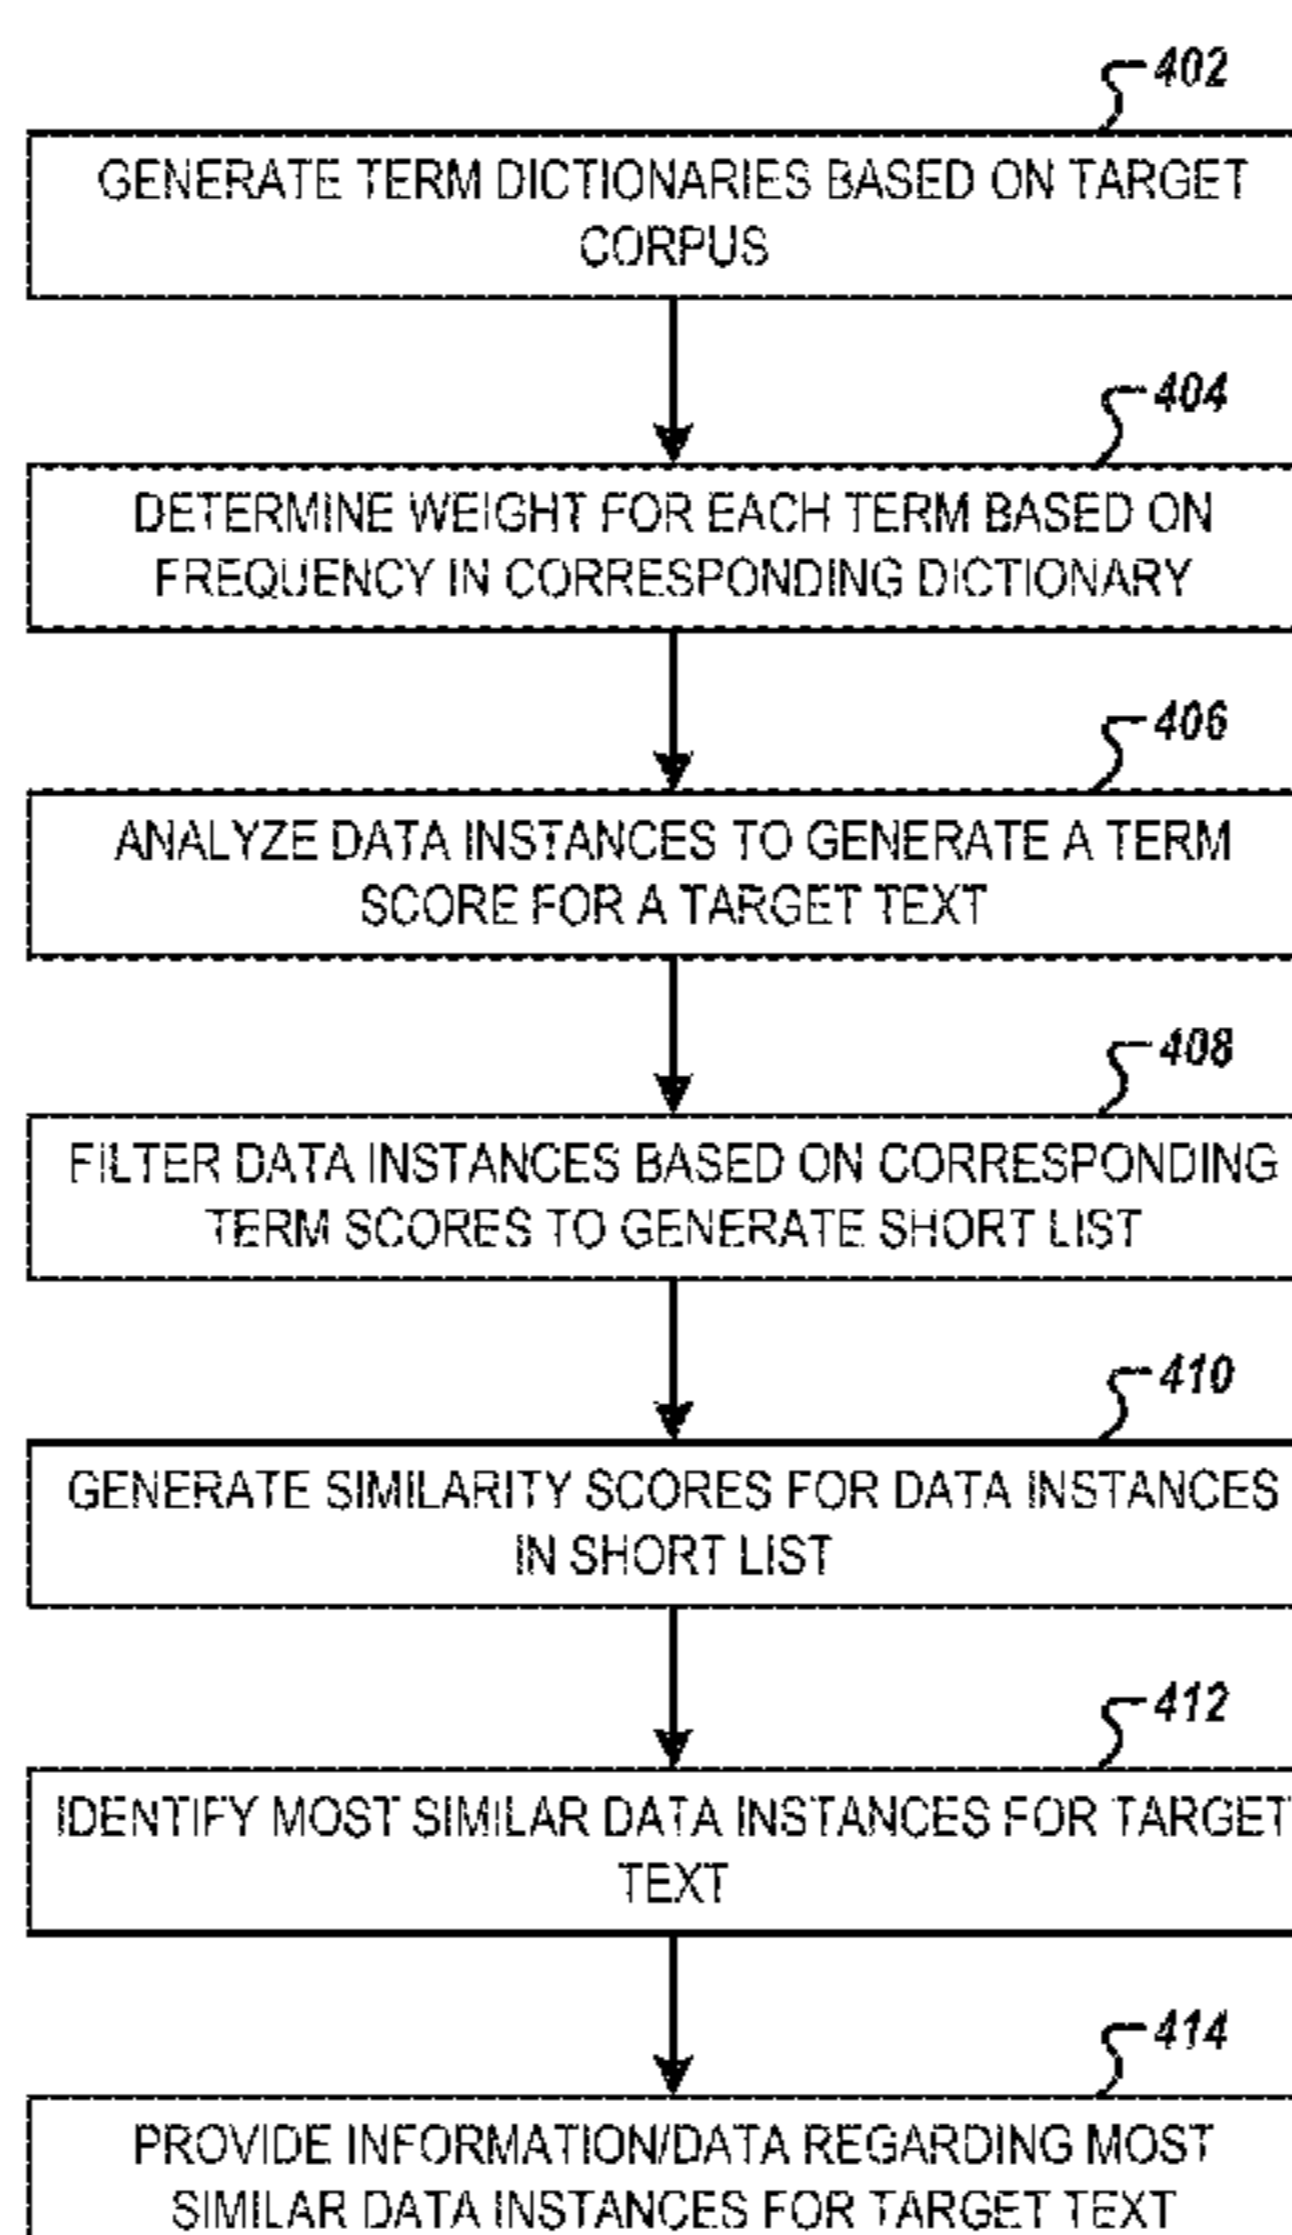 402
GENERATE TERM DICTIONARIES BASED ON TARGET
CORPUS
404
DETERMINE WEIGHT FOR EACH TERM BASED ON
FREQUENCY IN CORRESPONDING DICTIONARY
406
ANALYZE DATA INSTANCES TO GENERATE A TERM
SCORE FOR A TARGET TEXT
408
FILTER DATA INSTANCES BASED ON CORRESPONDING
TERM SCORES TO GENERATE SHORT LIST
410
GENERATE SIMILARITY SCORES FOR DATA INSTANCES
IN SHORT LIST
412
IDENTIFY MOST SIMILAR DATA INSTANCES FOR TARGET
TEXT
414
PROVIDE INFORMATION/DATA REGARDING MOST
SIMILAR DATA INSTANCES FOR TARGET TEXT